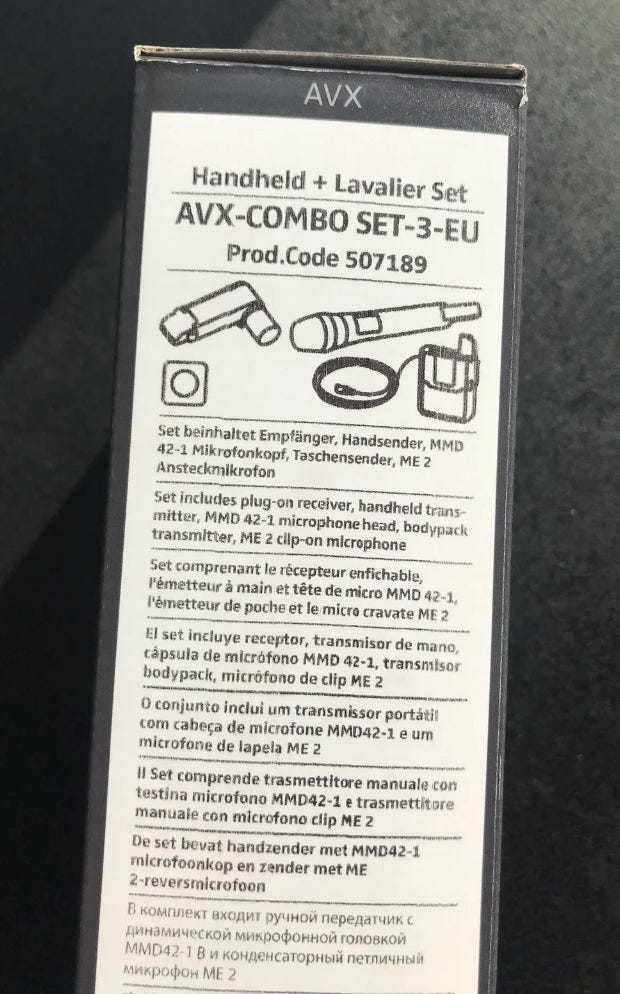 AVX
Handheld + Lavalier Set
AVX-COMBO SET-3-EU
Prod.Code 507189
Set beinhaltet Empfänger, Handsender, MMD
42-1 Mikrofonkopf, Taschensender, ME 2
Ansteckmikrofon
Set includes plug-on receiver, handheld trans-
mitter, MMD 42-1 microphone head, bodypack
transmitter, ME 2 clip-on microphone
Set comprenant le récepteur enfichable,
l'émetteur à main et tête de micro MMD 42-1,
l'émetteur de poche et le micro cravate ME 2
El set incluye receptor, transmisor de mano,
cápsula de micrófono MMD 42-1, transmisor
bodypack, micrófono de clip ME 2
O conjunto inclui um transmissor portátil
com cabeça de microfone MMD42-1 e um
microfone de lapela ME 2
Il Set comprende trasmettitore manuale con
testina microfono MMD42-1 e trasmettitore
manuale con microfono clip ME 2
De set bevat handzender met MMD42-1
microfoonkop en zender met ME
2-reversmicrofoon
В комплект входит ручной передатчик с
динамической микрофонной головкой
MMD42-1 В и конденсаторный петличный
микрофон ME 2